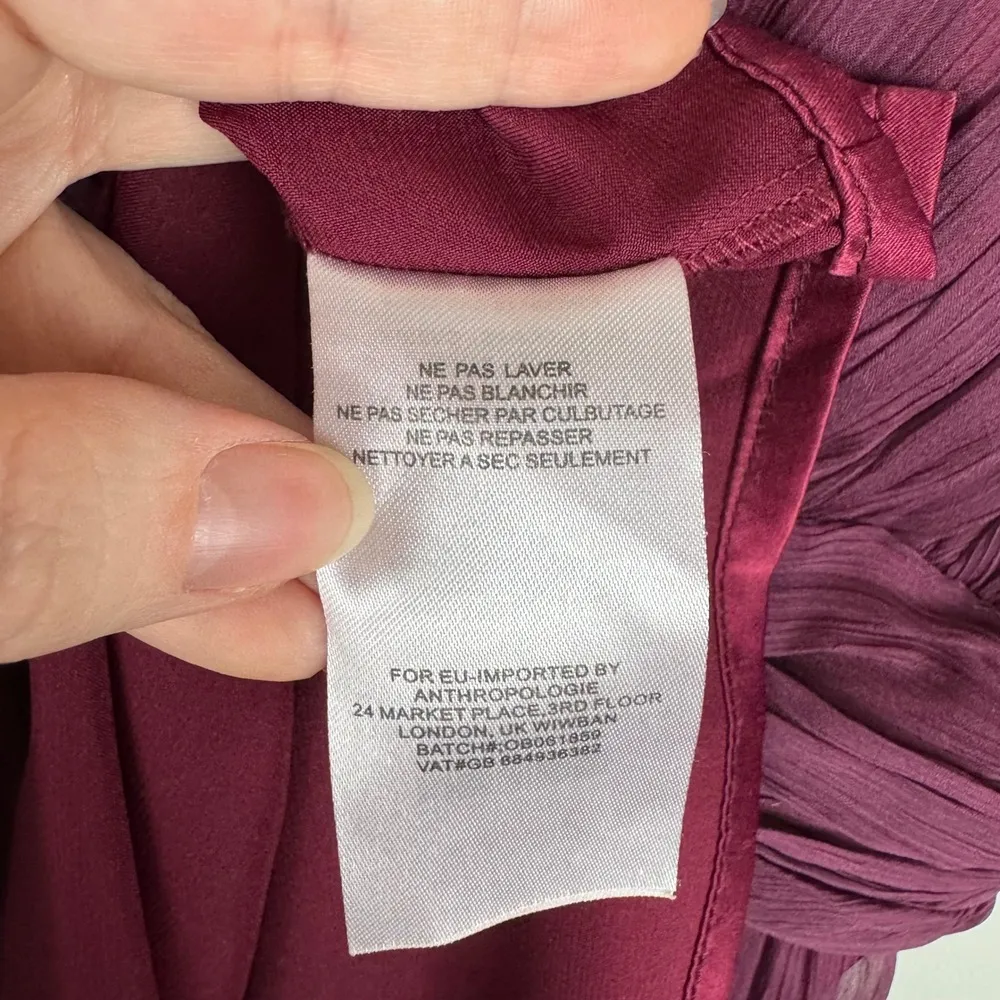 NE PAS LAVER
NE PAS BLANCHIR
NE PAS SECHER PAR CULBUTAGE
NE PAS REPASSER
NETTOYER A SEC SEULEMENT
FOR EU-IMPORTED BY
ANTHROPOLOGIE
24 MARKET PLACE, 3RD FLOOR
LONDON, UK WIWBAN
BATCH#:OB061889
VAT#GB 684936382